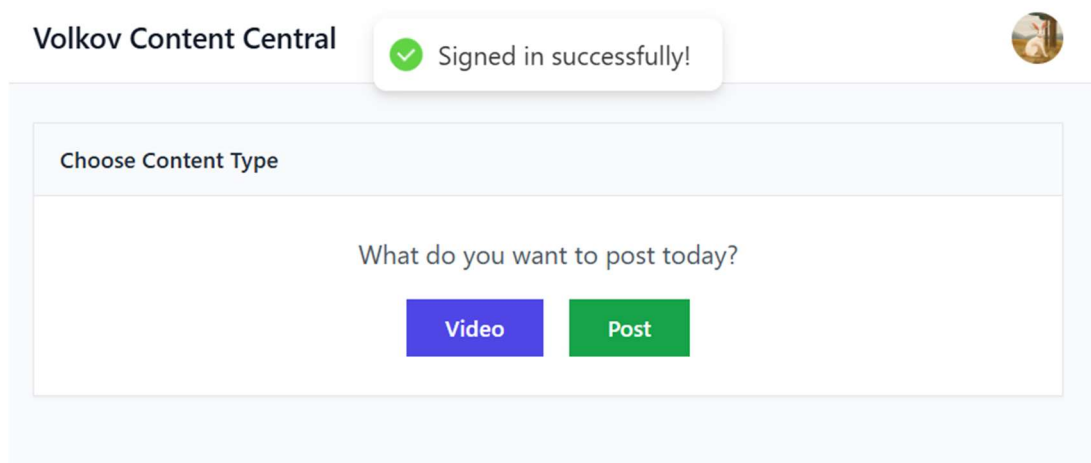 Volkov Content Central
Signed in successfully!
Choose Content Type
What do you want to post today?
Video
Post